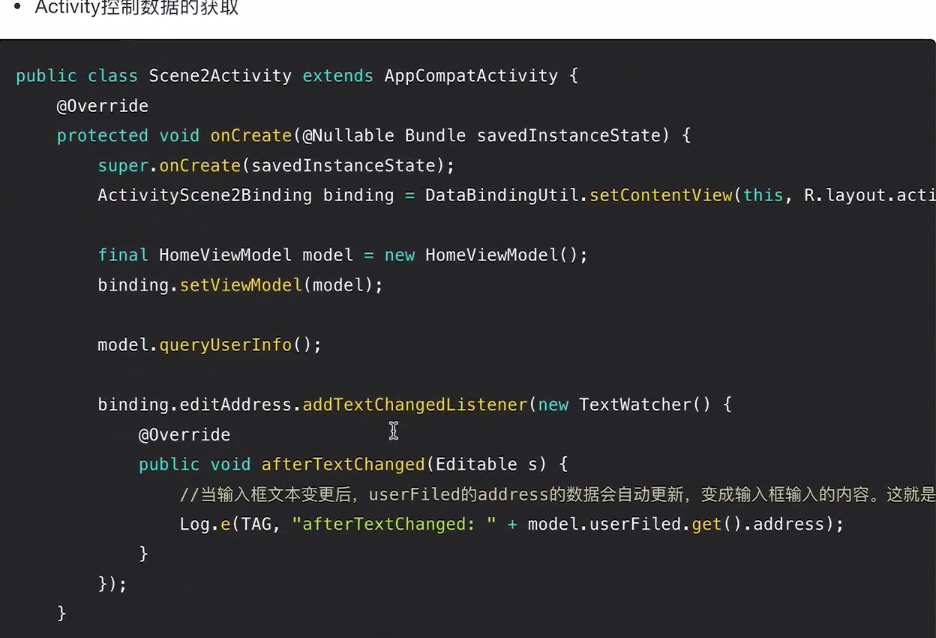 • Activity控制数据的获取
public class Scene2Activity extends AppCompatActivity {
@Override
protected void onCreate(@Nullable Bundle savedInstanceState) {
super.onCreate(savedInstanceState);
ActivityScene2Binding binding = DataBindingUtil.setContentView(this, R.layout.acti
final HomeViewModel model = new HomeViewModel();
binding.setViewModel(model);
model.queryUserInfo();
binding.editAddress.addTextChangedListener(new TextWatcher() {
@Override
public void afterTextChanged(Editable s) {
//当输入框文本变更后，userFiled的address的数据会自动更新，变成输入框输入的内容。这就是
Log.e(TAG, "afterTextChanged: " + model.userFiled.get().address);
}
});
}